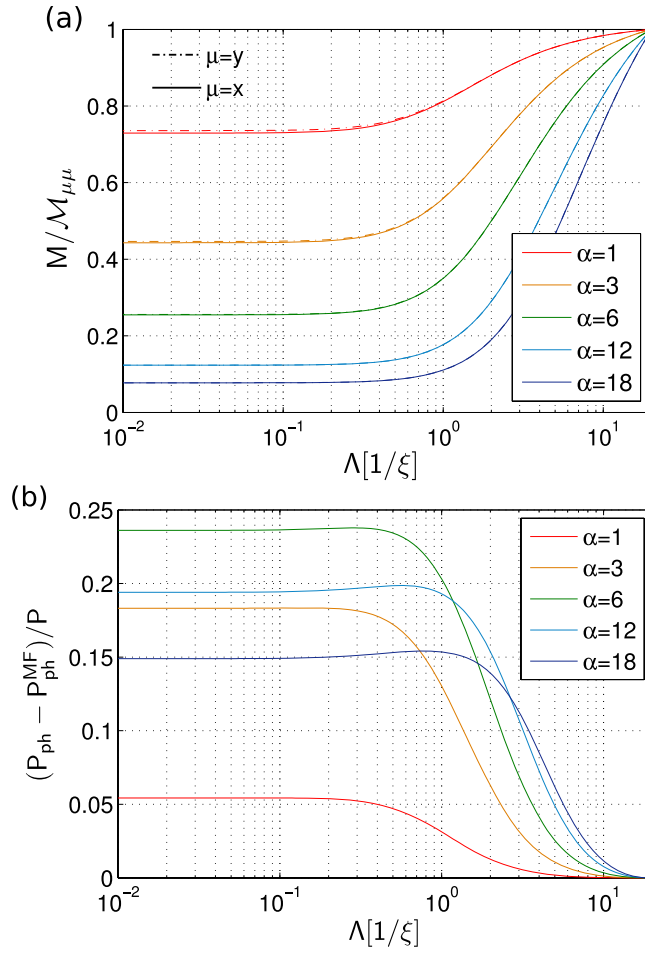 (a)
1
0.8
0.6
0.4
0.2
0
M/ℳμμ
μ=y
μ=x
α=1
α=3
α=6
α=12
α=18
10⁻² 10⁻¹ 10⁰ 10¹
Λ[1/ξ]
(b)
0.25
0.2
0.15
0.1
0.05
0
(P_ph − P_ph^MF)/P
α=1
α=3
α=6
α=12
α=18
10⁻² 10⁻¹ 10⁰ 10¹
Λ[1/ξ]